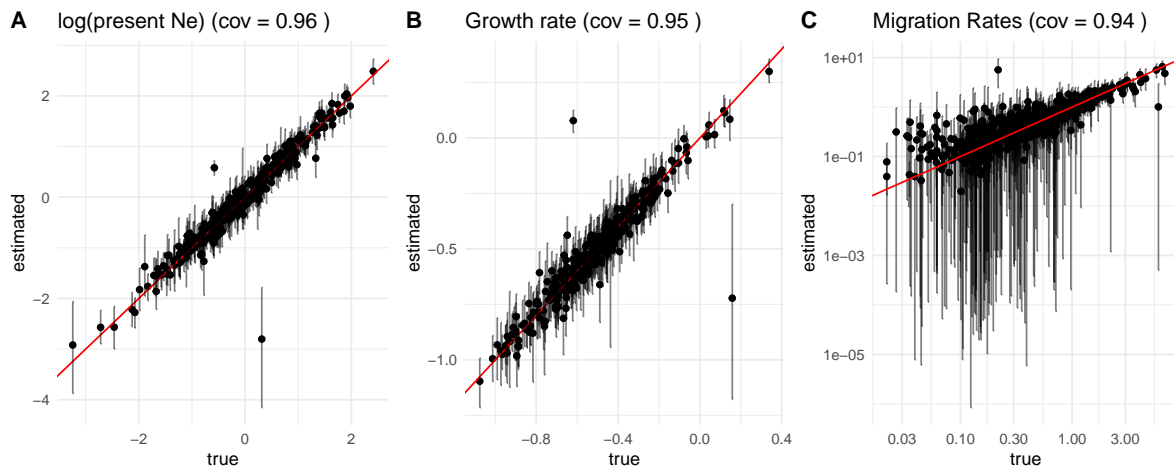 A log(present Ne) (cov = 0.96 )
2
0
−2
−4
estimated
−2 0 2
true
B Growth rate (cov = 0.95 )
0.0
−0.5
−1.0
estimated
−0.8 −0.4 0.0 0.4
true
C Migration Rates (cov = 0.94 )
1e+01
1e−01
1e−03
1e−05
estimated
0.03 0.10 0.30 1.00 3.00
true